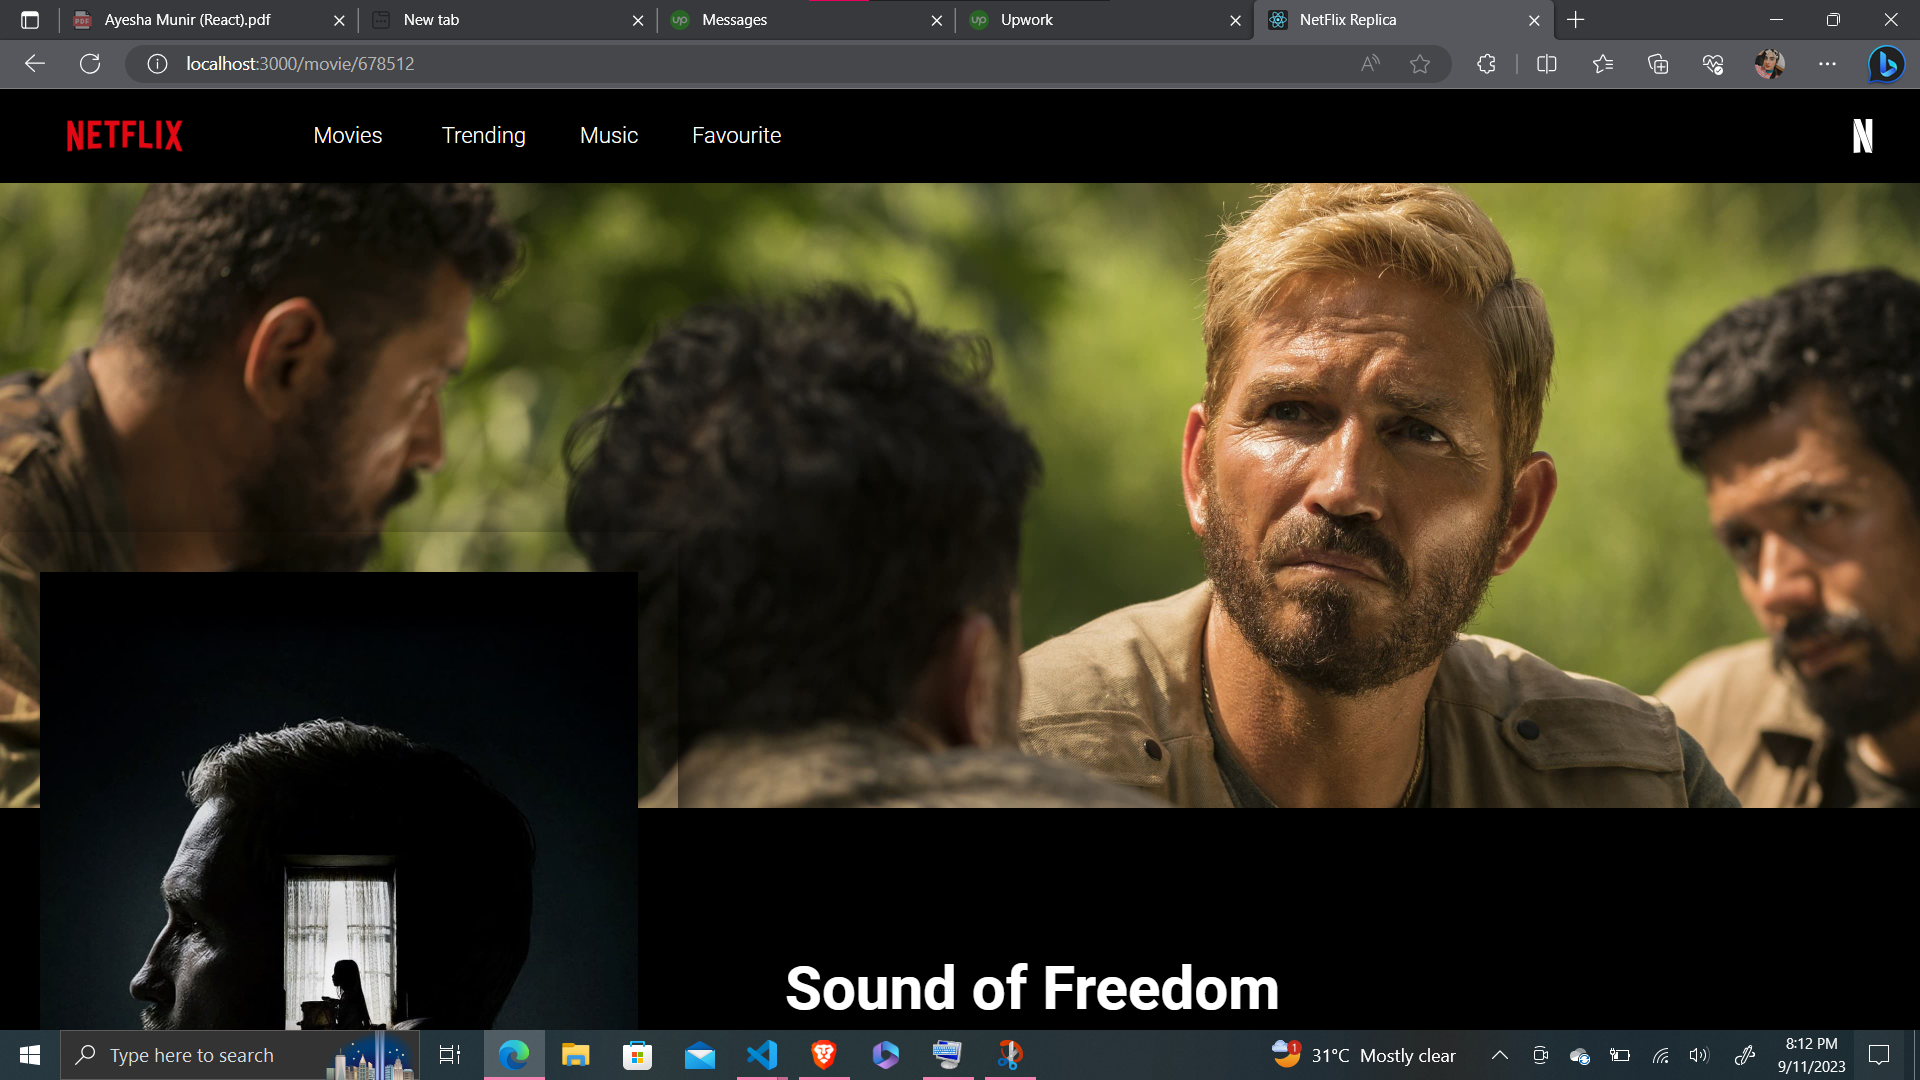 Ayesha Munir (React).pdf
New tab
Messages
Upwork
NetFlix Replica
localhost:3000/movie/678512
NETFLIX
Movies
Trending
Music
Favourite
N
Sound of Freedom
Type here to search
31°C Mostly clear
8:12 PM
9/11/2023